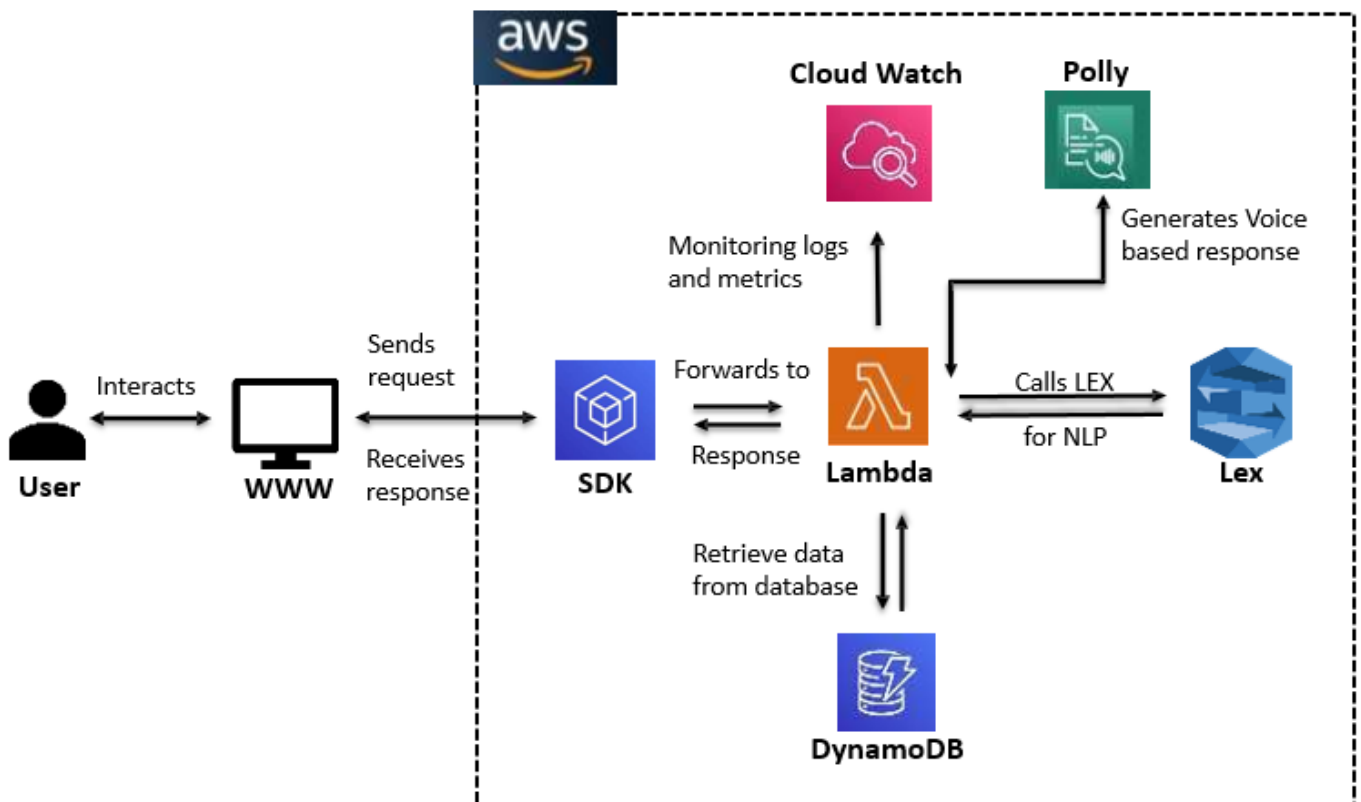 aws
Cloud Watch
Polly
Monitoring logs
and metrics
Generates Voice
based response
Interacts
Sends
request
Receives
response
Forwards to
Response
Calls LEX
for NLP
User
WWW
SDK
Lambda
Lex
Retrieve data
from database
DynamoDB